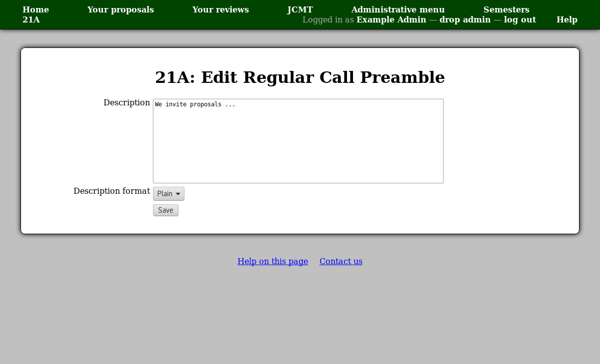 Home Your proposals Your reviews JCMT Administrative menu Semesters
21A Logged in as Example Admin — drop admin — log out Help
21A: Edit Regular Call Preamble
Description We invite proposals ...
Description format Plain
Save
Help on this page Contact us